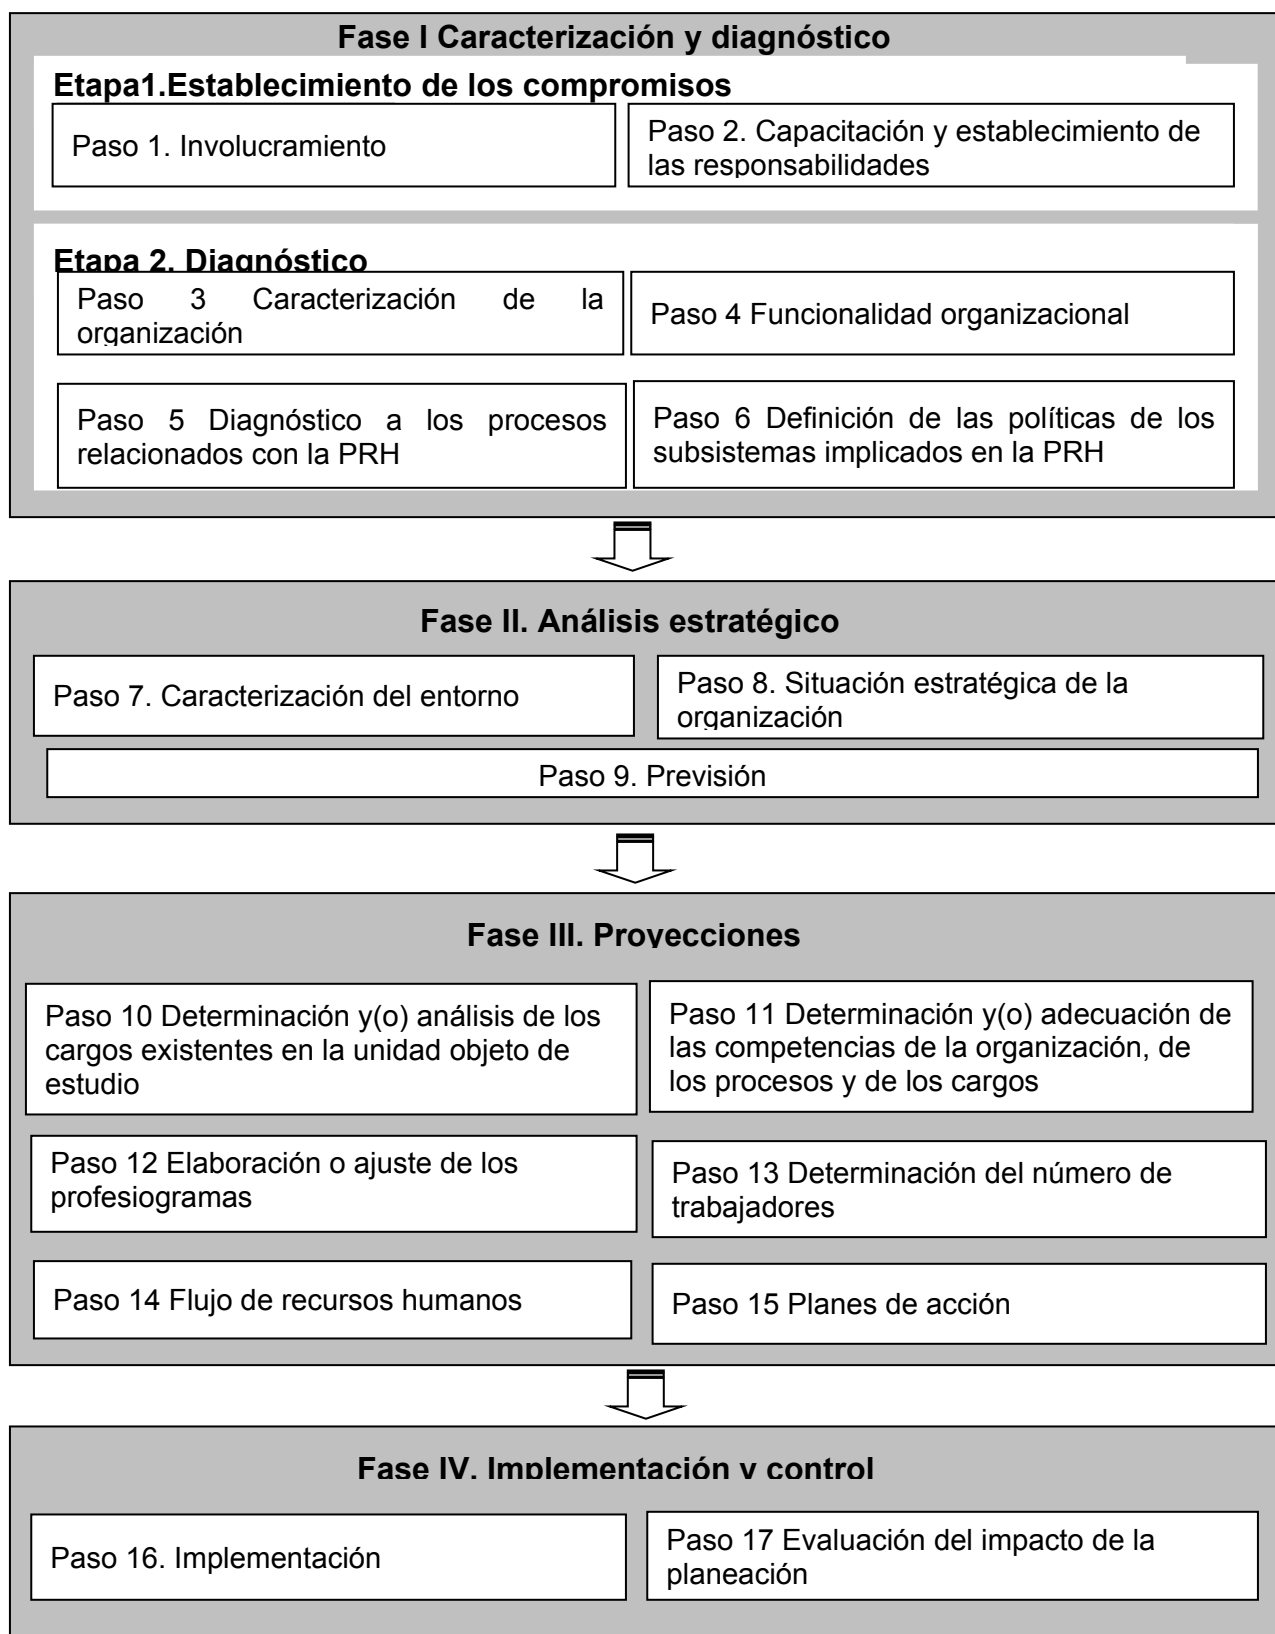 Fase I Caracterización y diagnóstico
Etapa1.Establecimiento de los compromisos
Paso 1. Involucramiento
Paso 2. Capacitación y establecimiento de
las responsabilidades
Etapa 2. Diagnóstico
Paso 3 Caracterización de la
organización
Paso 4 Funcionalidad organizacional
Paso 5 Diagnóstico a los procesos
relacionados con la PRH
Paso 6 Definición de las políticas de los
subsistemas implicados en la PRH
Fase II. Análisis estratégico
Paso 7. Caracterización del entorno
Paso 8. Situación estratégica de la
organización
Paso 9. Previsión
Fase III. Proyecciones
Paso 10 Determinación y(o) análisis de los
cargos existentes en la unidad objeto de
estudio
Paso 11 Determinación y(o) adecuación de
las competencias de la organización, de
los procesos y de los cargos
Paso 12 Elaboración o ajuste de los
profesiogramas
Paso 13 Determinación del número de
trabajadores
Paso 14 Flujo de recursos humanos
Paso 15 Planes de acción
Fase IV. Implementación y control
Paso 16. Implementación
Paso 17 Evaluación del impacto de la
planeación